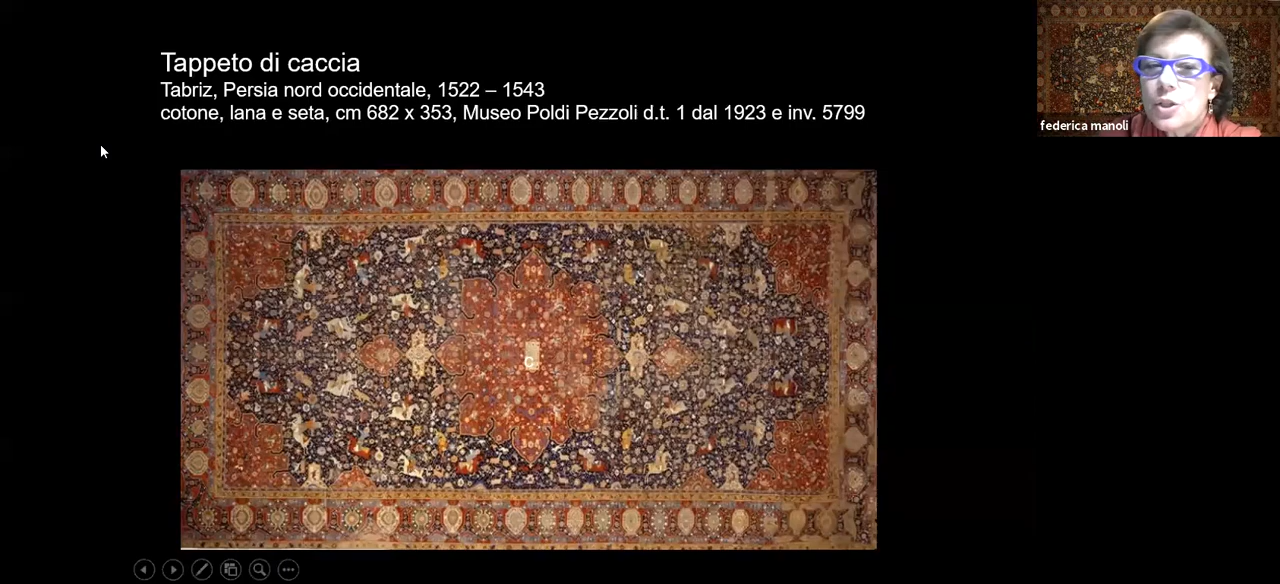 Tappeto di caccia
Tabriz, Persia nord occidentale, 1522 – 1543
cotone, lana e seta, cm 682 x 353, Museo Poldi Pezzoli d.t. 1 dal 1923 e inv. 5799
federica manoli